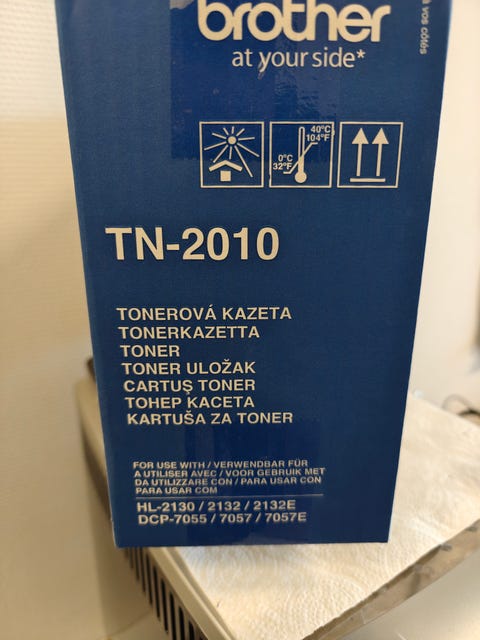 brother
at your side*
à vos côtés
40°C
104°F
0°C
32°F
TN-2010
TONEROVÁ KAZETA
TONERKAZETTA
TONER
TONER ULOŽAK
CARTUŞ TONER
ТОНЕР КАСЕТА
KARTUŠA ZA TONER
FOR USE WITH / VERWENDBAR FÜR
A UTILISER AVEC / VOOR GEBRUIK MET
DA UTILIZZARE CON / PARA USAR CON
PARA USAR COM
HL-2130 / 2132 / 2132E
DCP-7055 / 7057 / 7057E